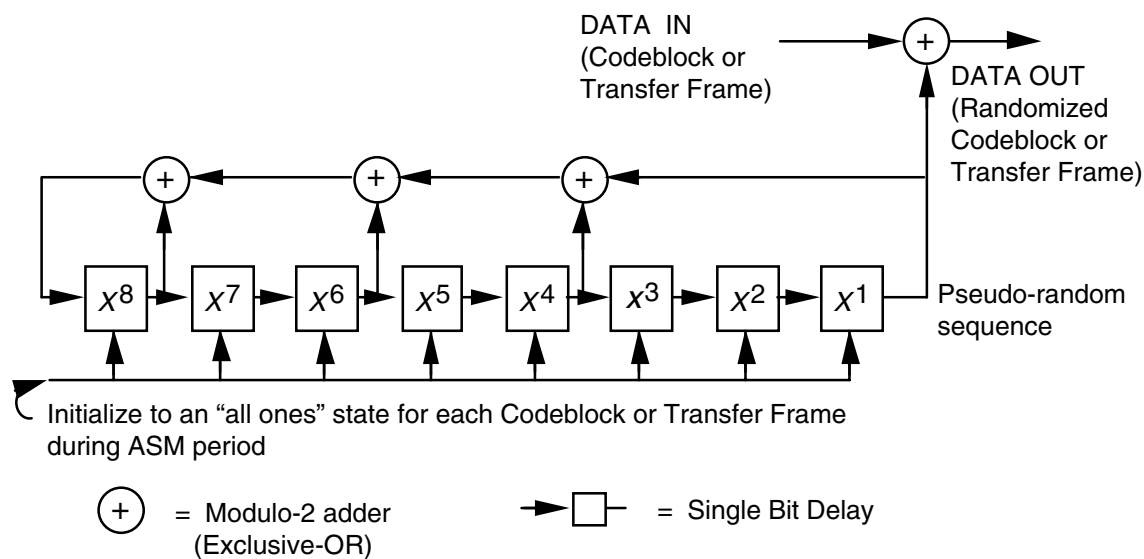 DATA IN
(Codeblock or
Transfer Frame)
+
DATA OUT
(Randomized
Codeblock or
Transfer Frame)
+ + +
X8 X7 X6 X5 X4 x3 X2 X1
Pseudo-random
sequence
Initialize to an “all ones” state for each Codeblock or Transfer Frame
during ASM period
+ = Modulo-2 adder
(Exclusive-OR)
= Single Bit Delay